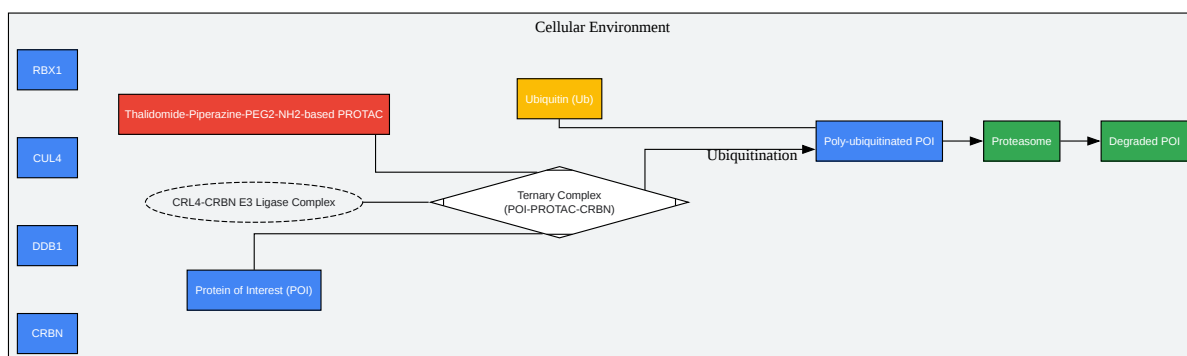 Cellular Environment
RBX1
CUL4
DDB1
CRBN
Thalidomide-Piperazine-PEG2-NH2-based PROTAC
CRL4-CRBN E3 Ligase Complex
Protein of Interest (POI)
Ubiquitin (Ub)
Ternary Complex
(POI-PROTAC-CRBN)
Ubiquitination
Poly-ubiquitinated POI
Proteasome
Degraded POI